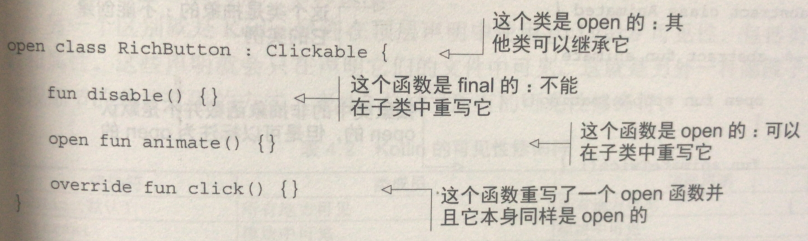 这个类是 open 的：其
他类可以继承它
open class RichButton : Clickable {
这个函数是 final 的：不能
在子类中重写它
fun disable() {}
这个函数是 open 的：可以
在子类中重写它
open fun animate() {}
override fun click() {}
这个函数重写了一个 open 函数并
且它本身同样是 open 的
}